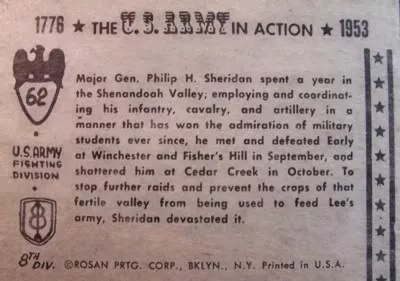 1776 ★ THE U.S. ARMY IN ACTION ★ 1953
62
U.S. ARMY
FIGHTING
DIVISION
8
8TH DIV.
Major Gen. Philip H. Sheridan spent a year in
the Shenandoah Valley; employing and coordinat-
ing his infantry, cavalry, and artillery in a
manner that has won the admiration of military
students ever since, he met and defeated Early
at Winchester and Fisher's Hill in September, and
shattered him at Cedar Creek in October. To
stop further raids and prevent the crops of that
fertile valley from being used to feed Lee's
army, Sheridan devastated it.
©ROSAN PRTG. CORP., BKLYN., N.Y. Printed in U.S.A.